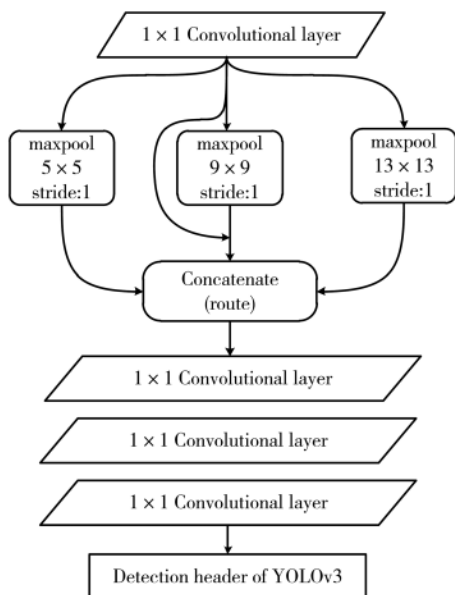 1 × 1 Convolutional layer
maxpool
5 × 5
stride:1
maxpool
9 × 9
stride:1
maxpool
13 × 13
stride:1
Concatenate
(route)
1 × 1 Convolutional layer
1 × 1 Convolutional layer
1 × 1 Convolutional layer
Detection header of YOLOv3